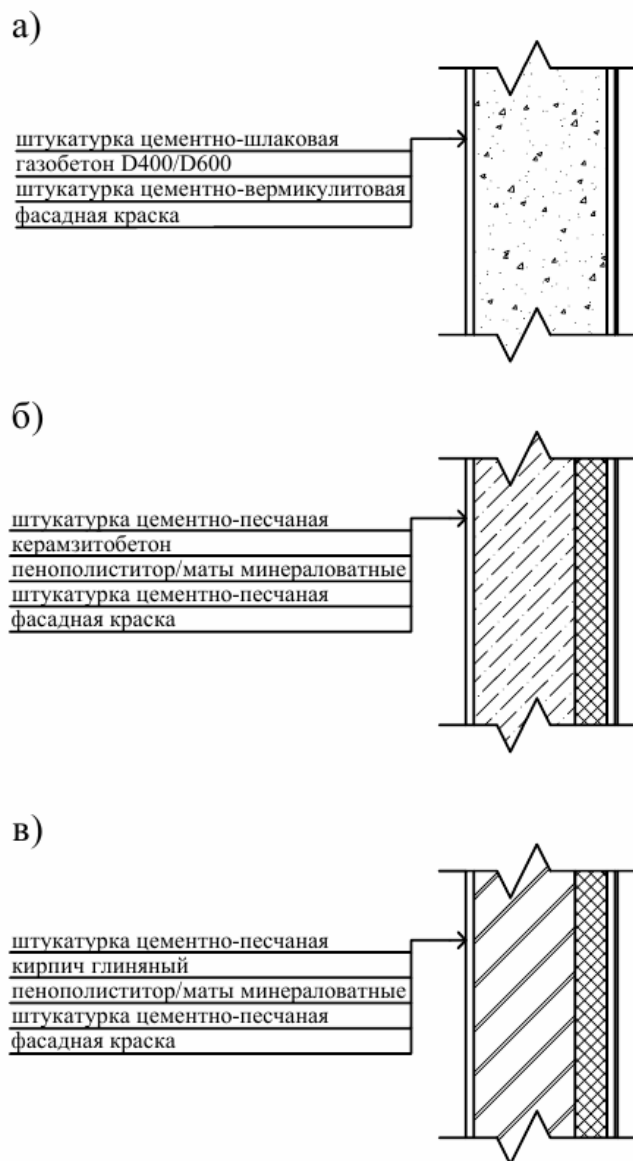 а)
штукатурка цементно-шлаковая
газобетон D400/D600
штукатурка цементно-вермикулитовая
фасадная краска
б)
штукатурка цементно-песчаная
керамзитобетон
пенополиститор/маты минераловатные
штукатурка цементно-песчаная
фасадная краска
в)
штукатурка цементно-песчаная
кирпич глиняный
пенополиститор/маты минераловатные
штукатурка цементно-песчаная
фасадная краска